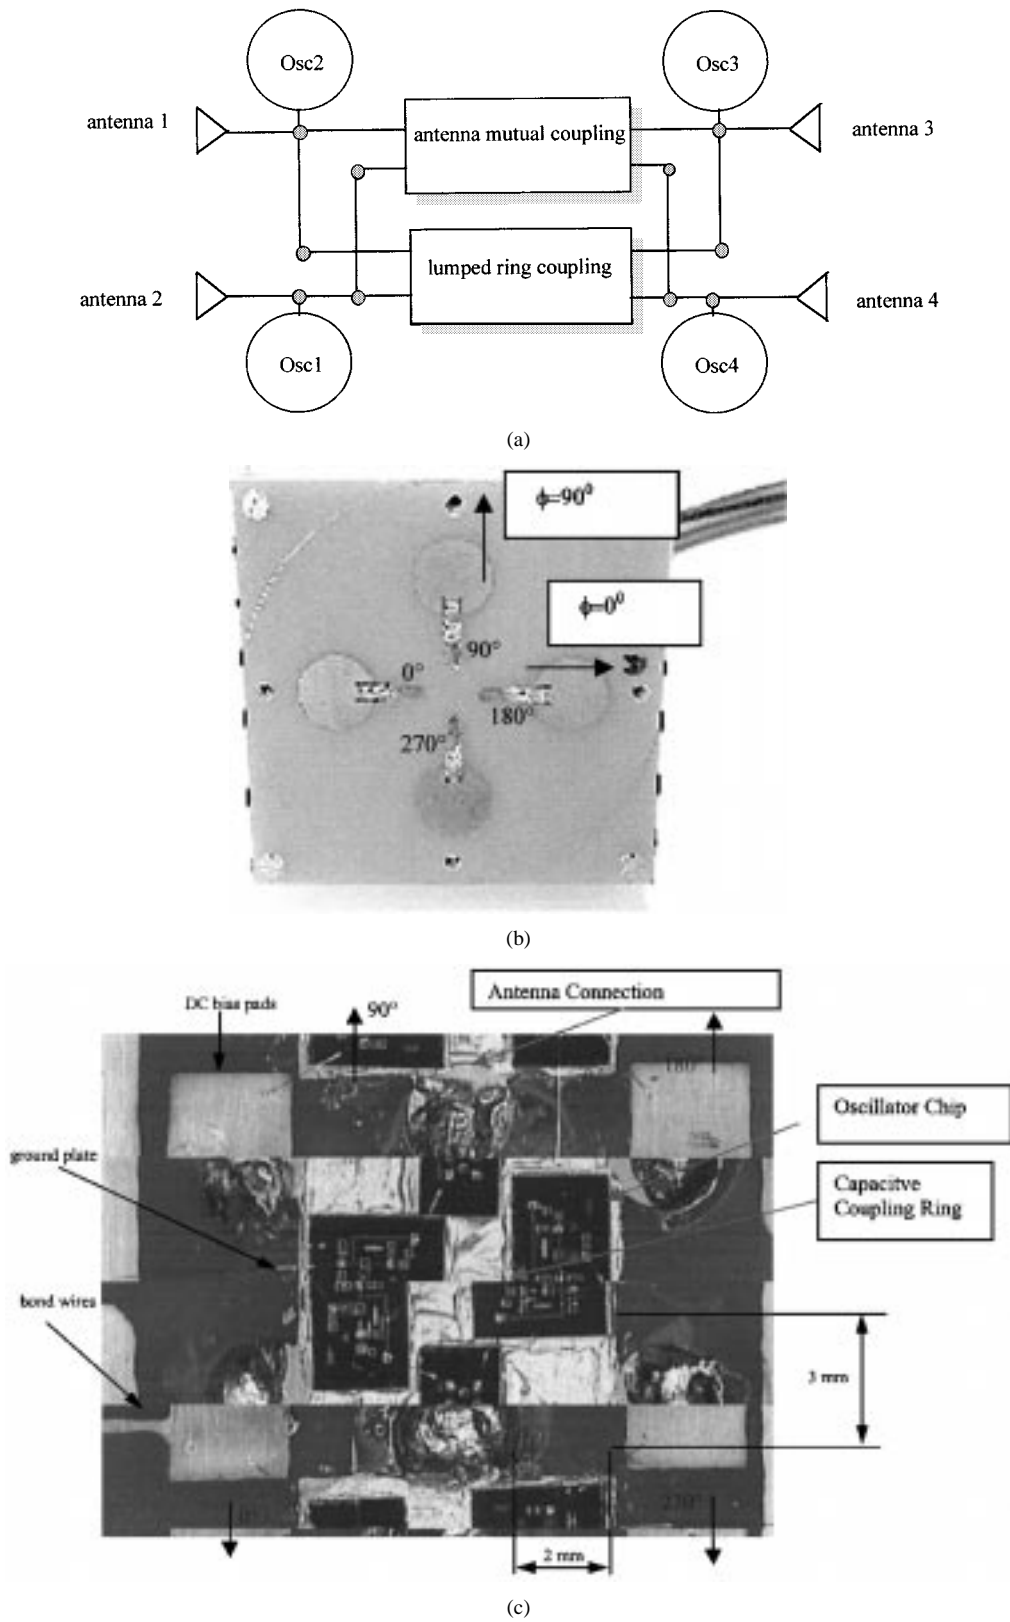 Osc2
Osc3
antenna 1
antenna mutual coupling
antenna 3
lumped ring coupling
antenna 2
antenna 4
Osc1
Osc4
(a)
ϕ=90⁰
ϕ=0⁰
90°
0°
180°
270°
(b)
Antenna Connection
DC bias pads
90°
180°
Oscillator Chip
ground plate
Capacitve
Coupling Ring
bond wires
3 mm
0°
270°
2 mm
(c)